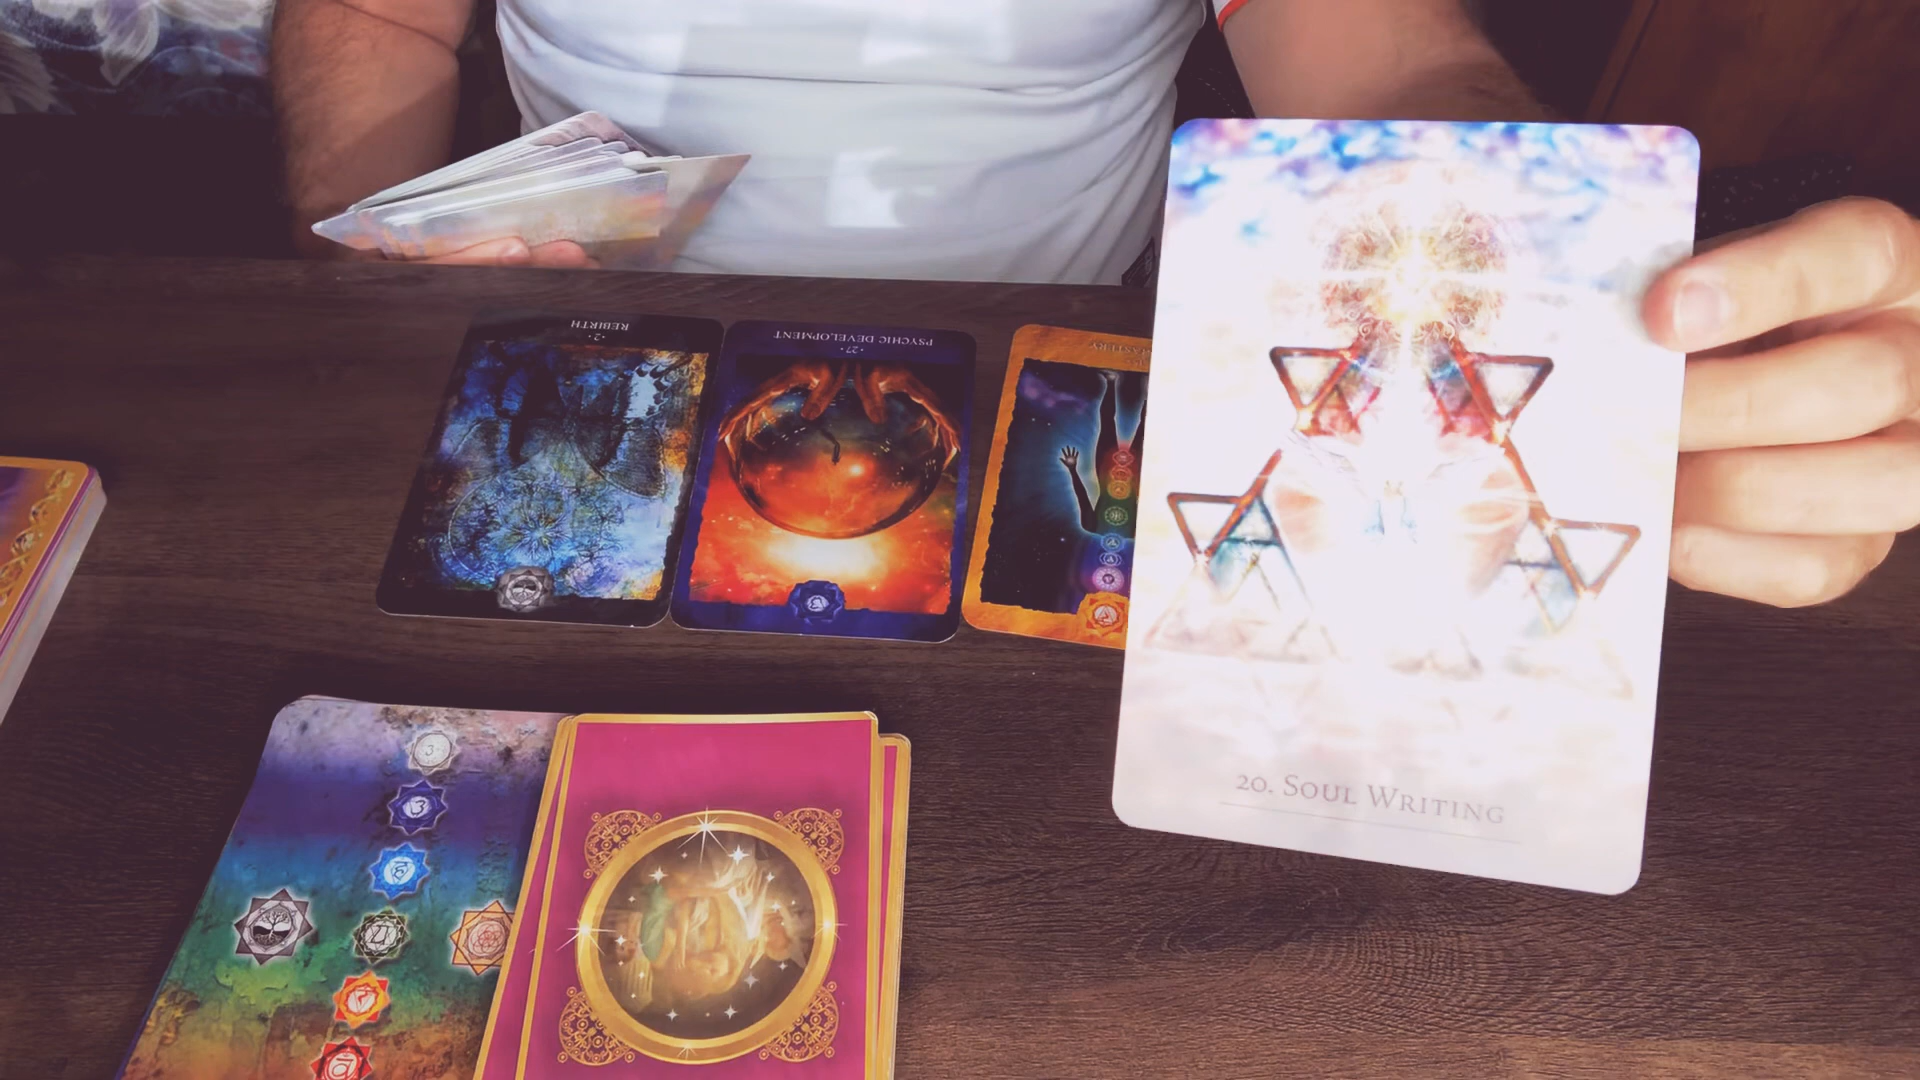 REBIRTH
·2·
PSYCHIC DEVELOPMENT
·27·
20. SOUL WRITING